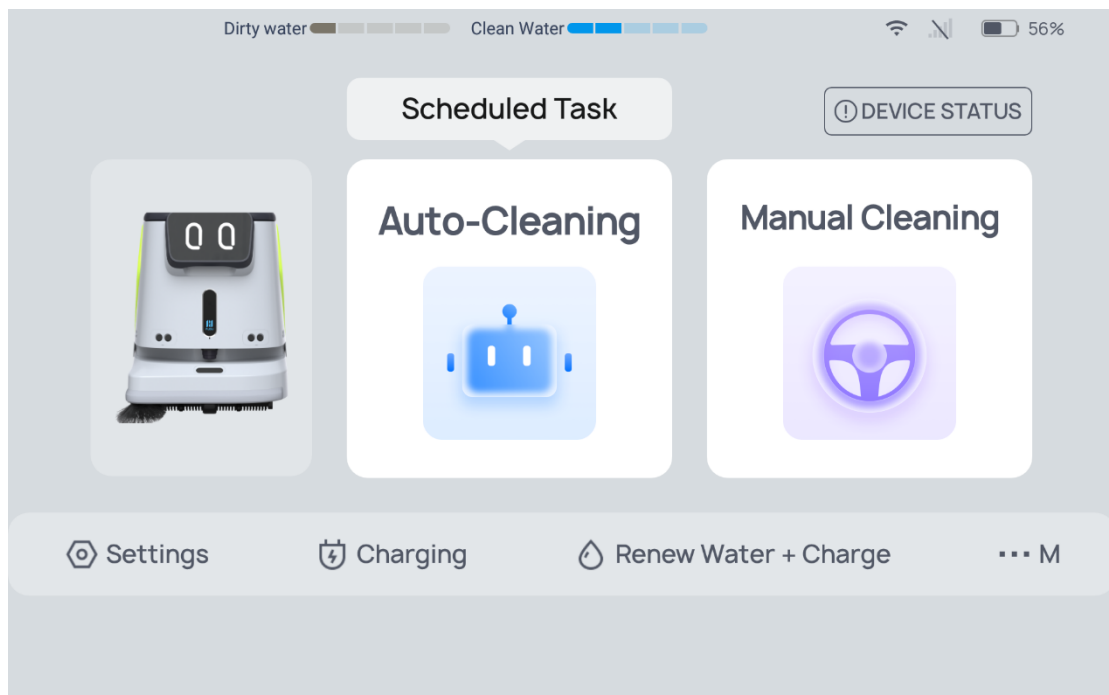 Dirty water
Clean Water
56%
Scheduled Task
DEVICE STATUS
Auto-Cleaning
Manual Cleaning
Settings
Charging
Renew Water + Charge
··· M